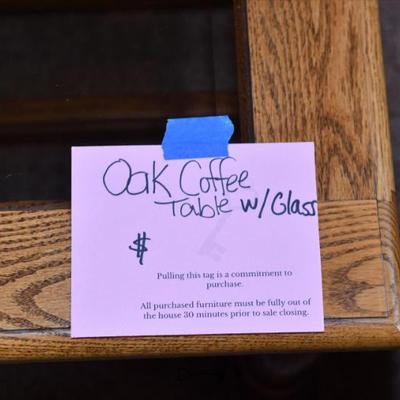 Oak Coffee
Table w/Glass
$
Pulling this tag is a commitment to
purchase.
All purchased furniture must be fully out of
the house 30 minutes prior to sale closing.